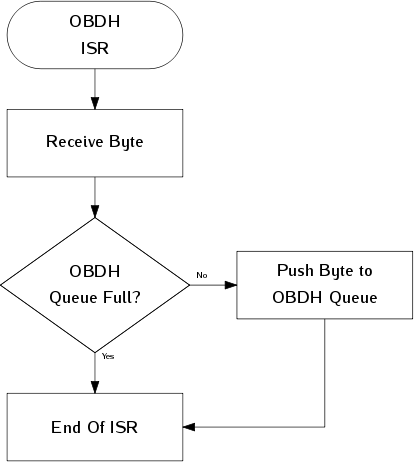 OBDH
ISR
Receive Byte
OBDH
Queue Full?
No
Push Byte to
OBDH Queue
Yes
End Of ISR